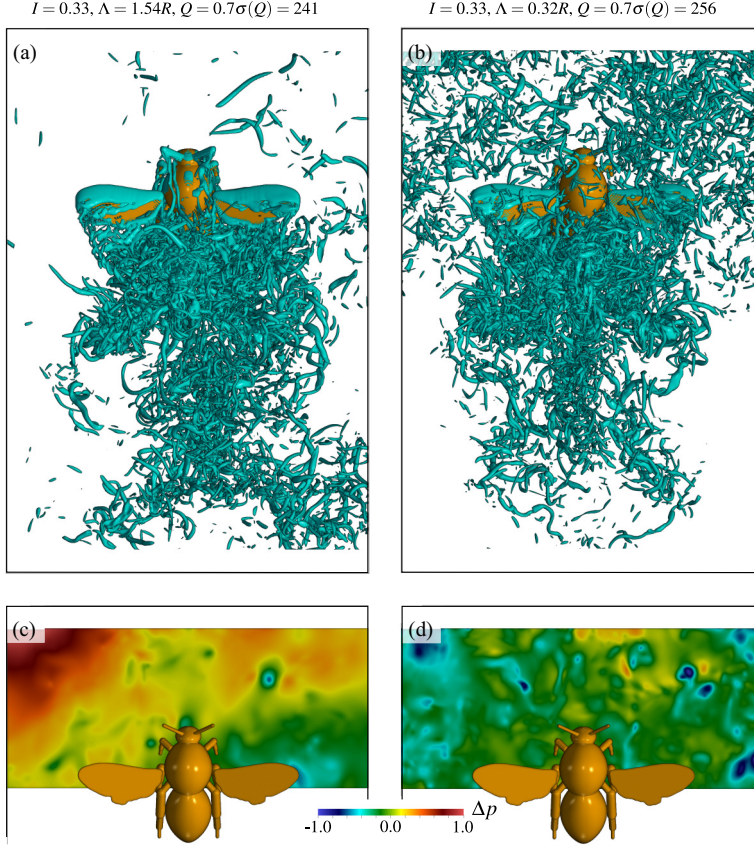 I = 0.33, Λ = 1.54R, Q = 0.7σ(Q) = 241
I = 0.33, Λ = 0.32R, Q = 0.7σ(Q) = 256
(a)
(b)
(c)
(d)
Δp
-1.0 0.0 1.0